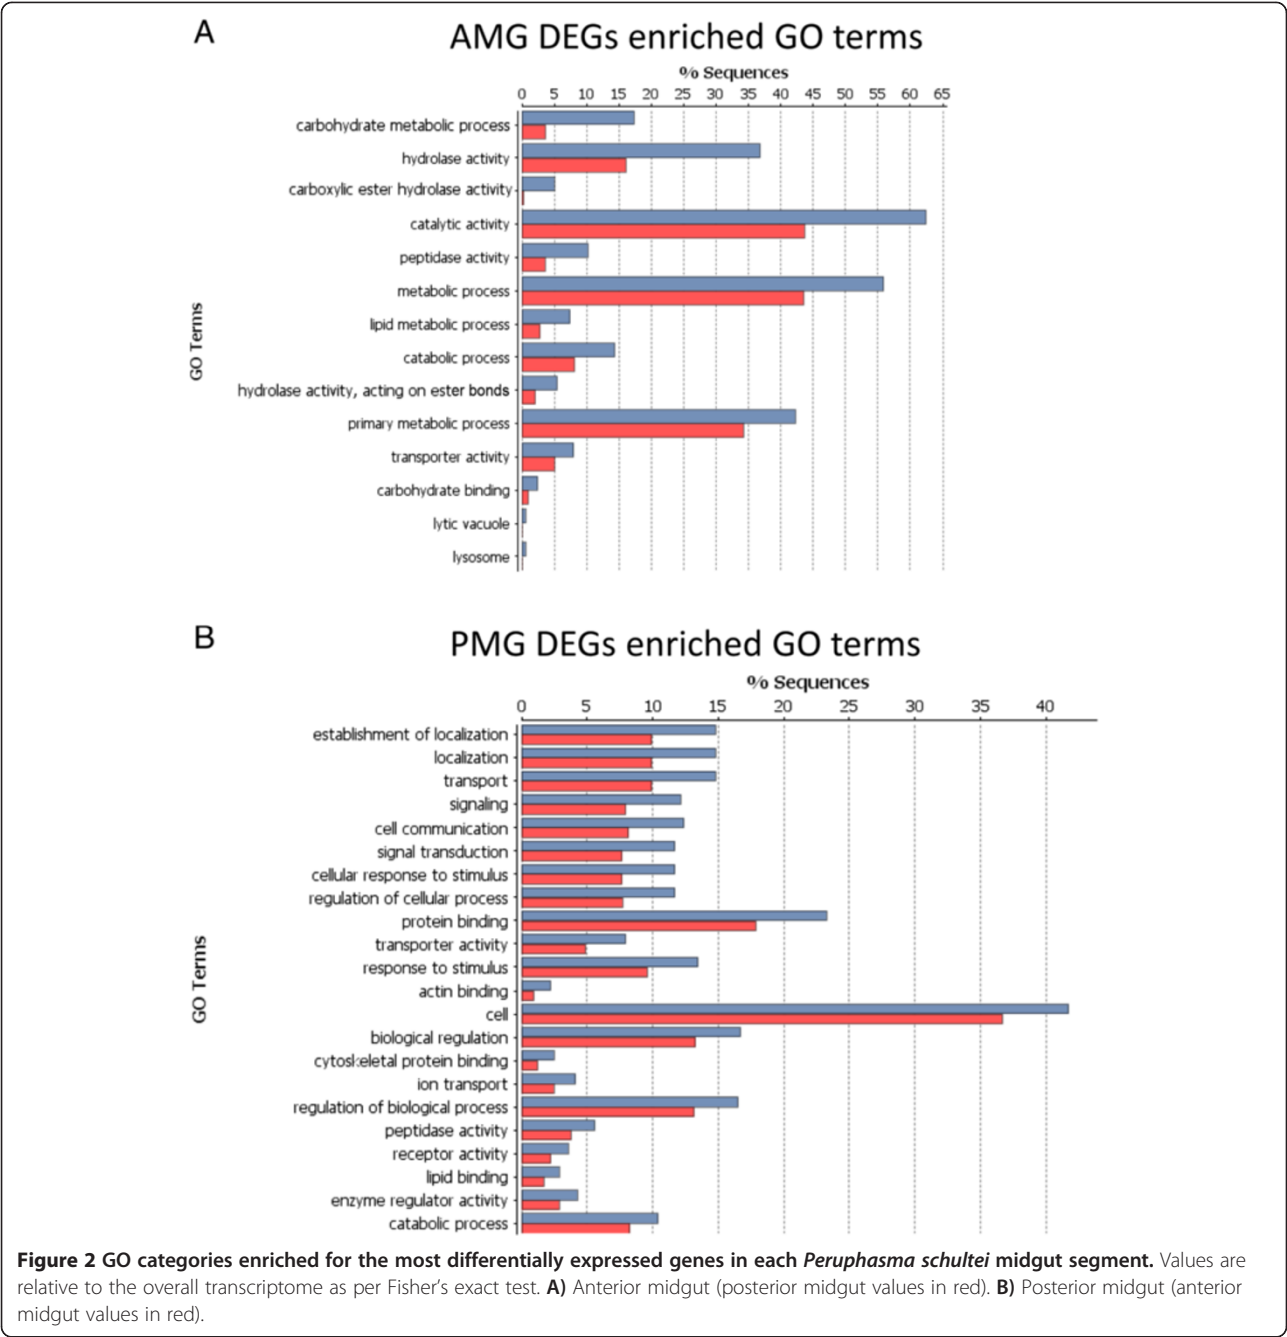 A
AMG DEGs enriched GO terms
% Sequences
0 5 10 15 20 25 30 35 40 45 50 55 60 65
carbohydrate metabolic process
hydrolase activity
carboxylic ester hydrolase activity
catalytic activity
peptidase activity
metabolic process
lipid metabolic process
catabolic process
hydrolase activity, acting on ester bonds
primary metabolic process
transporter activity
carbohydrate binding
lytic vacuole
lysosome
GO Terms
B
PMG DEGs enriched GO terms
% Sequences
0 5 10 15 20 25 30 35 40
establishment of localization
localization
transport
signaling
cell communication
signal transduction
cellular response to stimulus
regulation of cellular process
protein binding
transporter activity
response to stimulus
actin binding
cell
biological regulation
cytoskeletal protein binding
ion transport
regulation of biological process
peptidase activity
receptor activity
lipid binding
enzyme regulator activity
catabolic process
GO Terms
Figure 2 GO categories enriched for the most differentially expressed genes in each Peruphasma schultei midgut segment. Values are
relative to the overall transcriptome as per Fisher's exact test. A) Anterior midgut (posterior midgut values in red). B) Posterior midgut (anterior
midgut values in red).